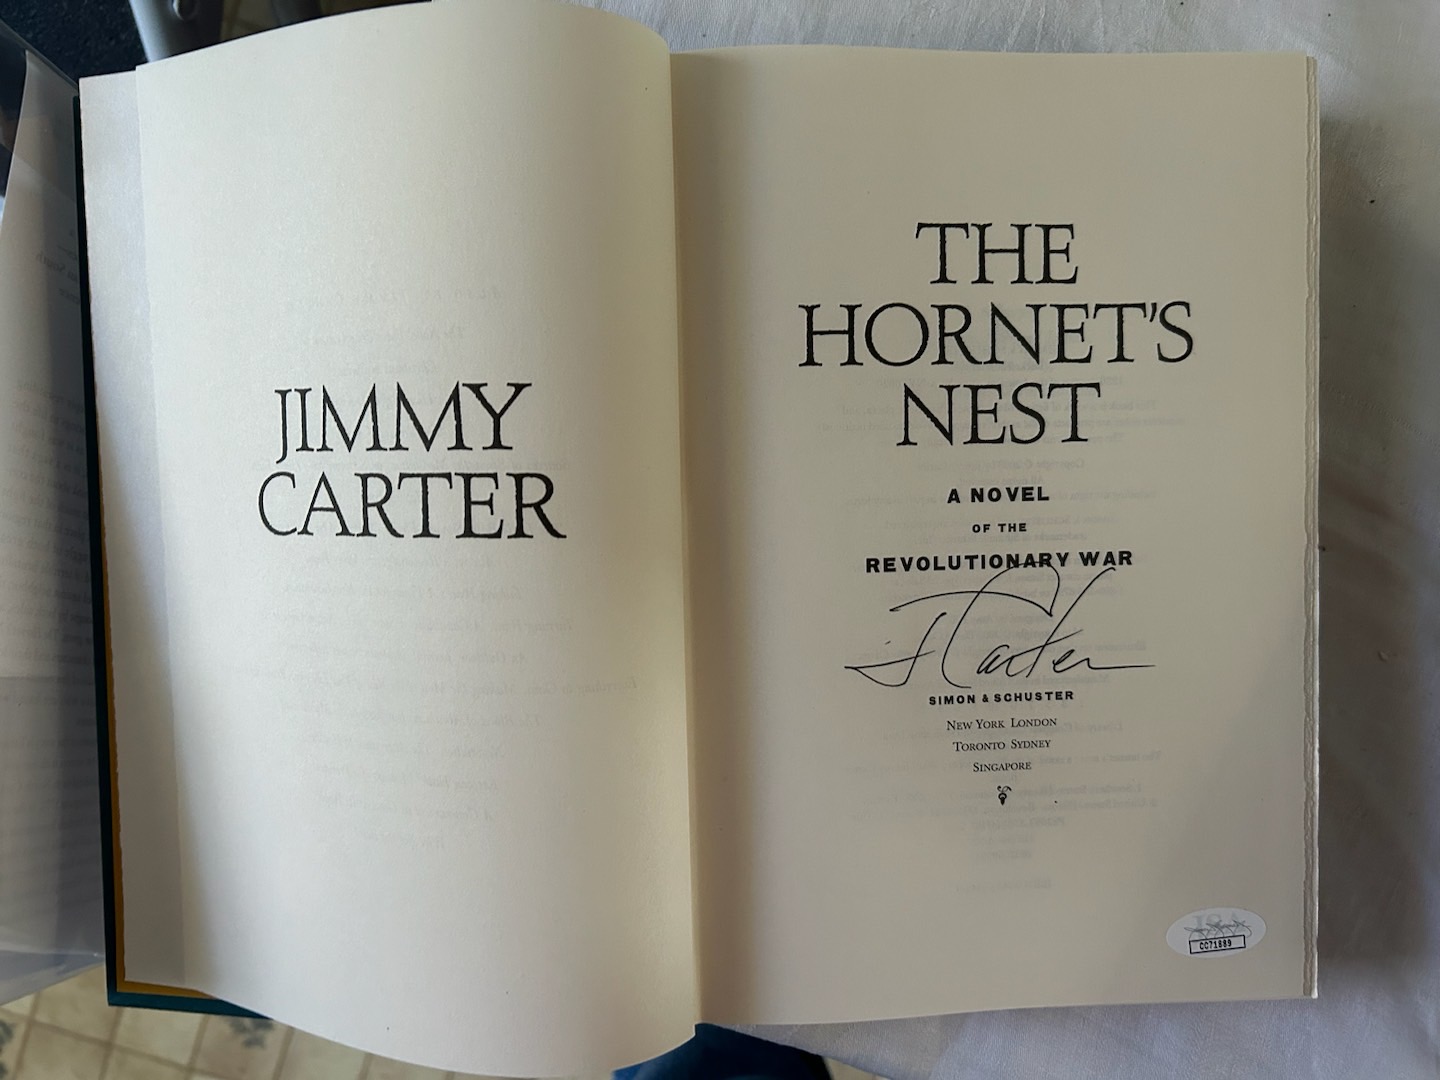 JIMMY
CARTER
THE
HORNET'S
NEST
A NOVEL
OF THE
REVOLUTIONARY WAR
J Carter
SIMON & SCHUSTER
NEW YORK LONDON
TORONTO SYDNEY
SINGAPORE
JSA
CC71889